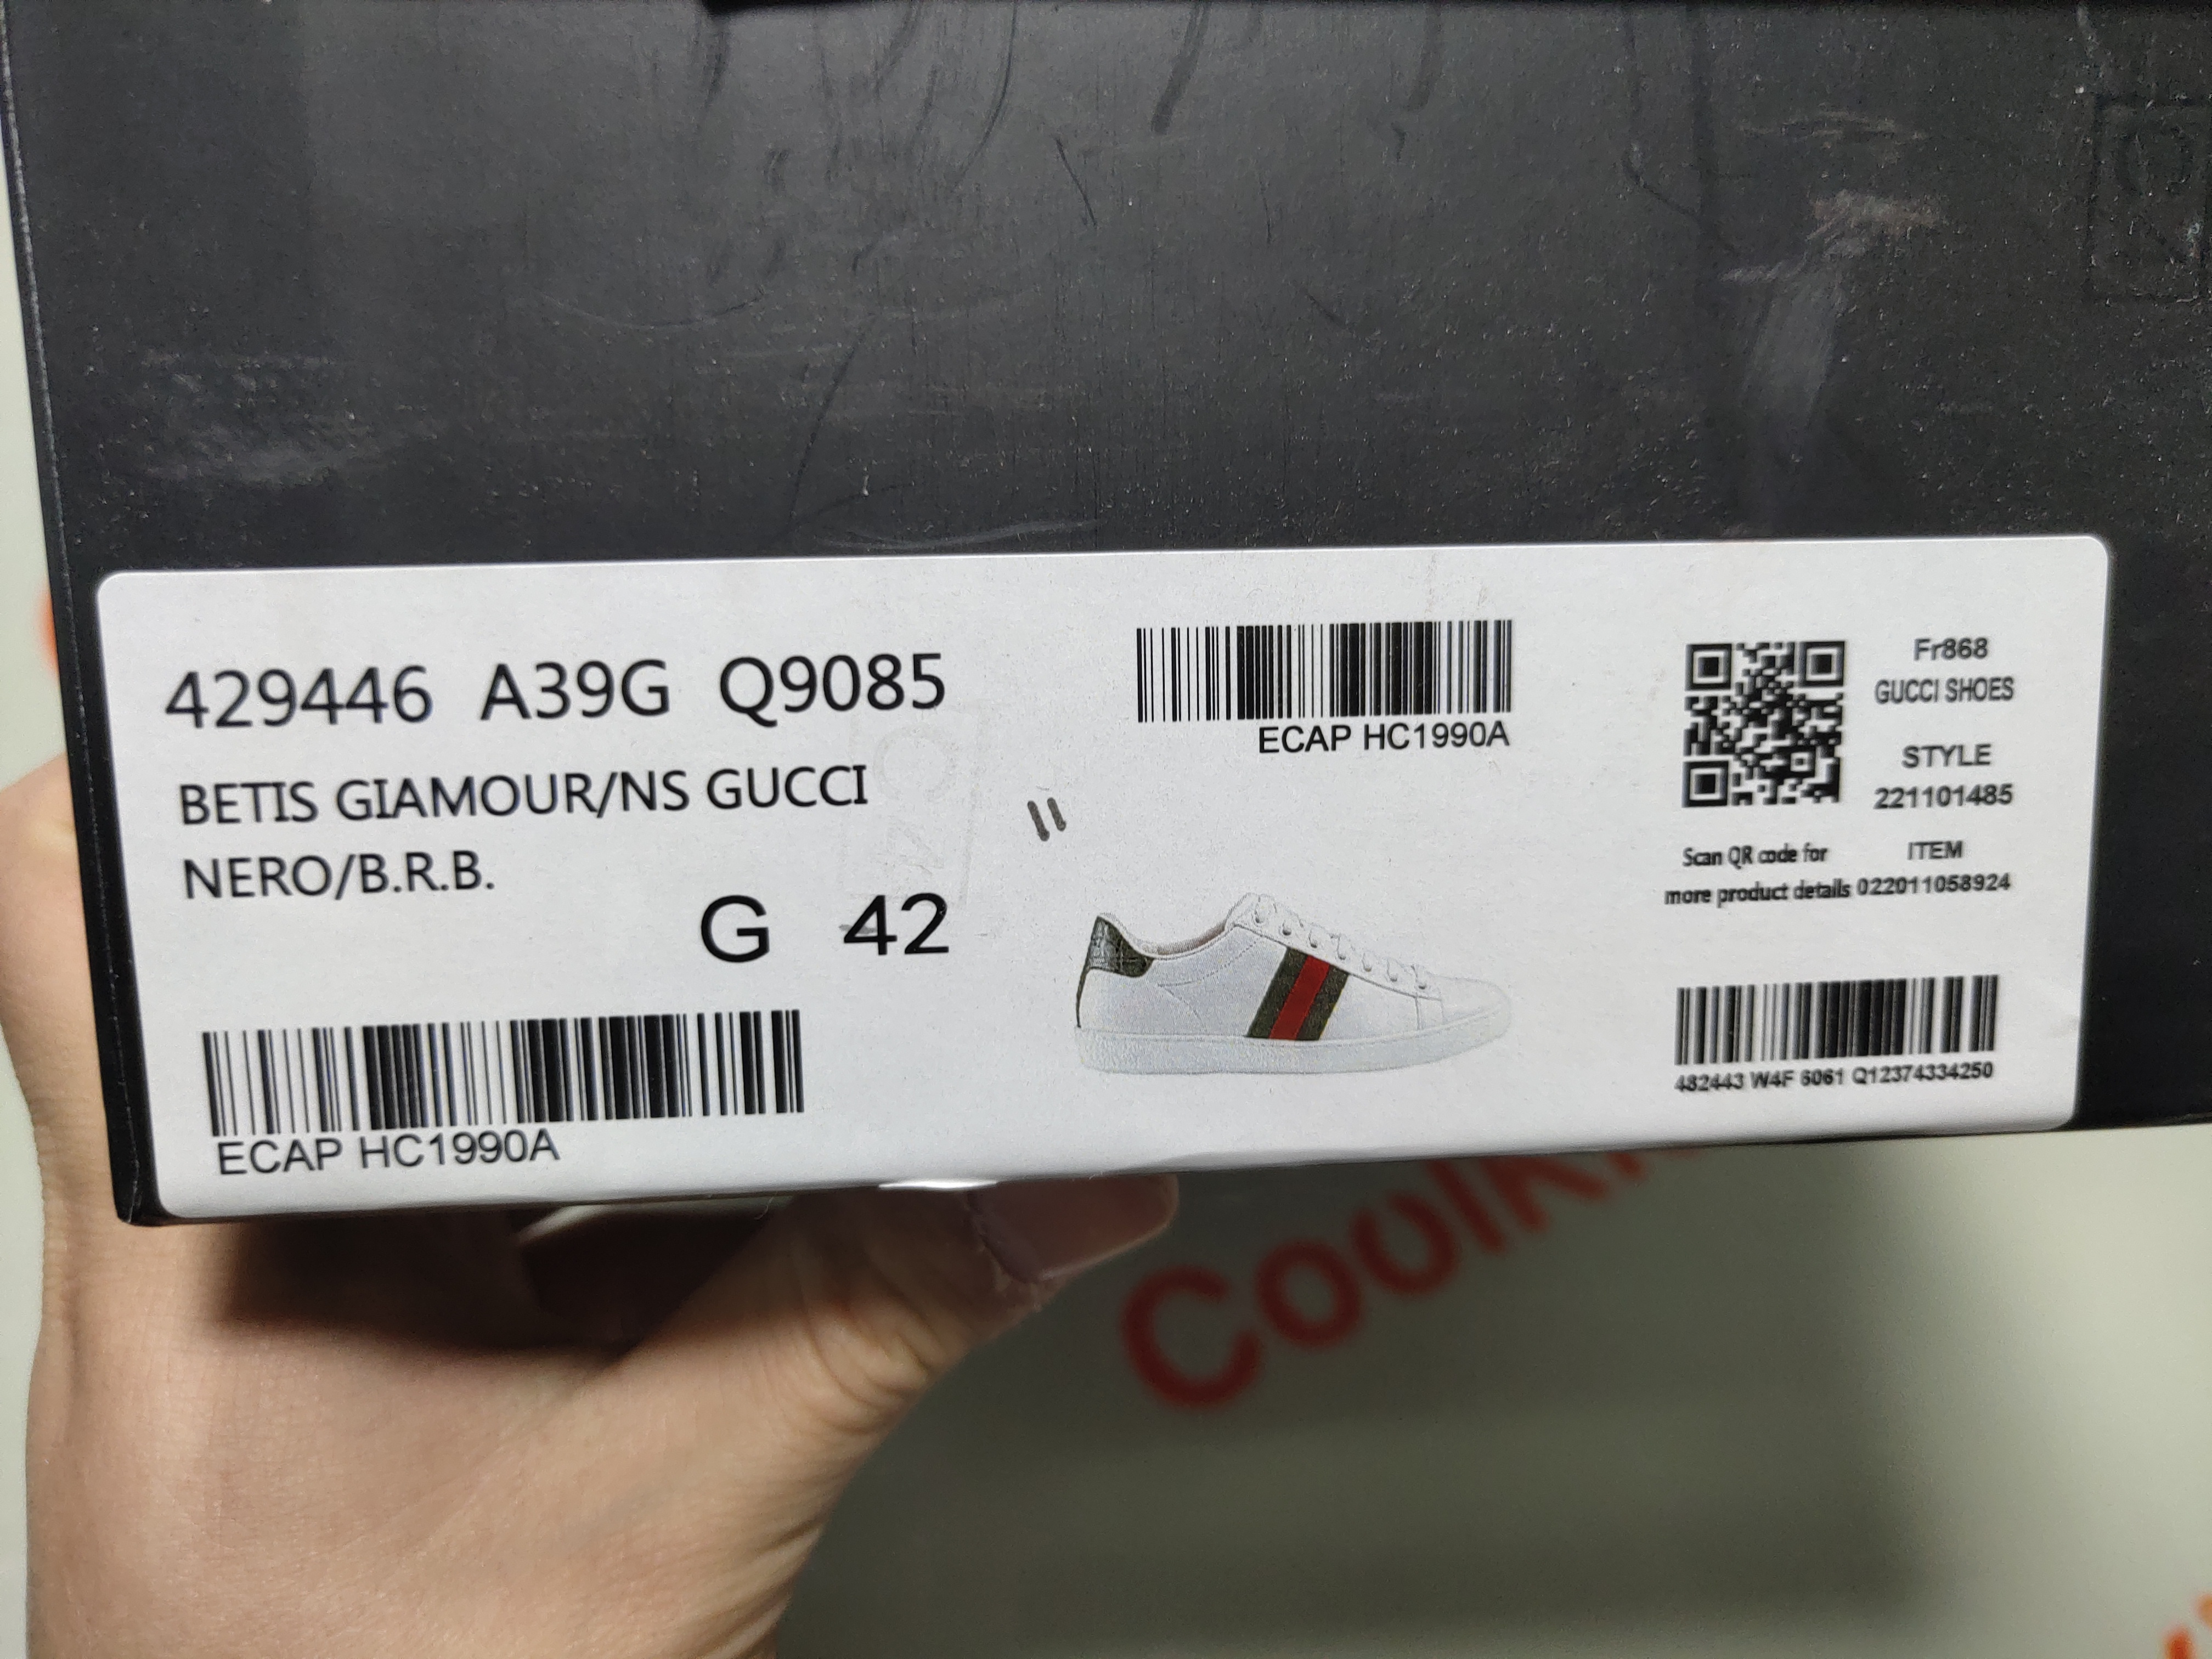 429446 A39G Q9085
BETIS GIAMOUR/NS GUCCI
NERO/B.R.B.
G 42
ECAP HC1990A
ECAP HC1990A
Fr868
GUCCI SHOES
STYLE
221101485
ITEM
022011058924
Scan QR code for
more product details
482443 W4F 6061 Q12374334250